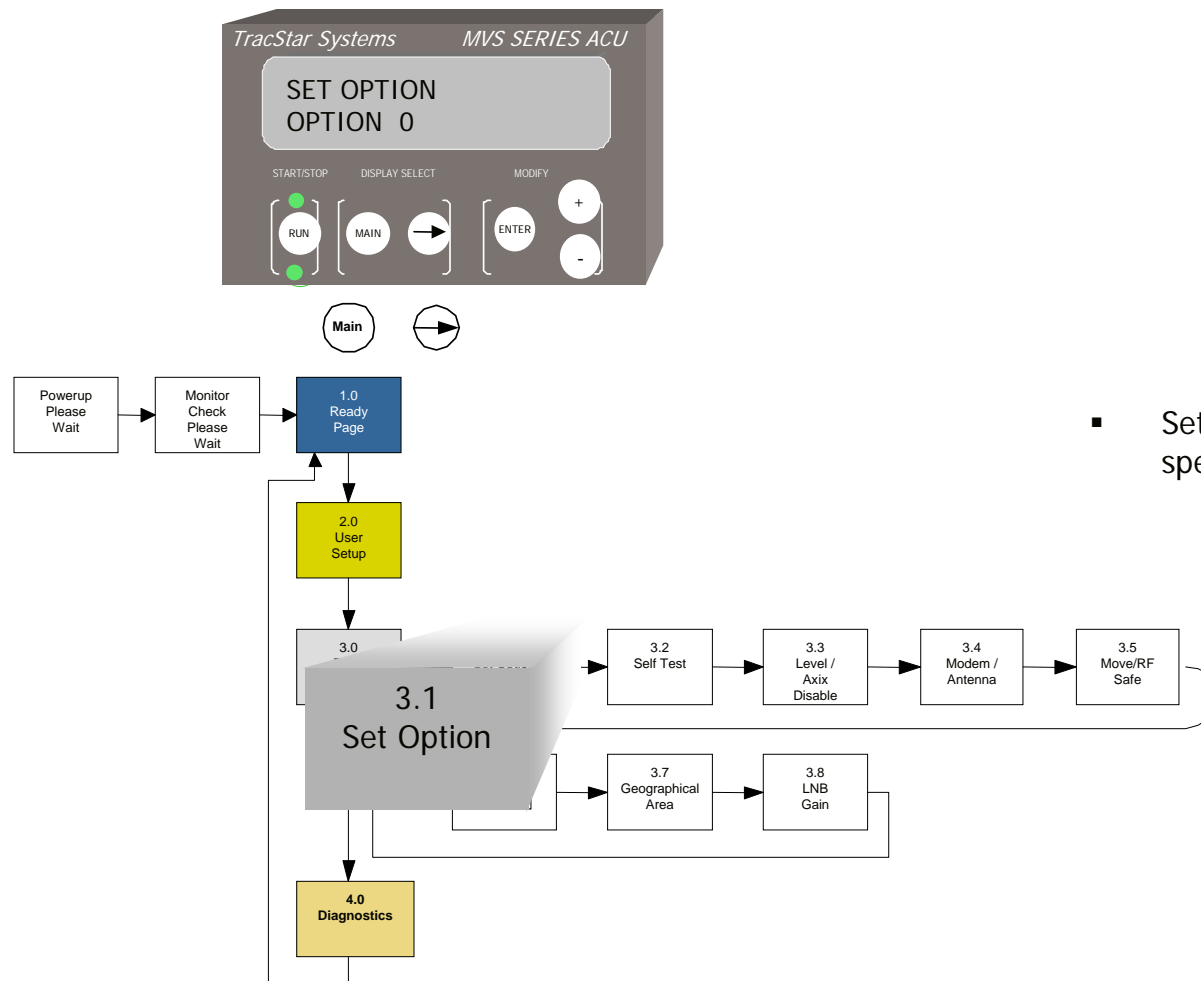 TracStar Systems MVS SERIES ACU
SET OPTION
OPTION 0
START/STOP DISPLAY SELECT MODIFY
RUN MAIN ENTER + -
Main
Powerup
Please
Wait
Monitor
Check
Please
Wait
1.0
Ready
Page
▪ Set
spe
2.0
User
Setup
3.0
3.1
Set Option
3.2
Self Test
3.3
Level /
Axix
Disable
3.4
Modem /
Antenna
3.5
Move/RF
Safe
3.7
Geographical
Area
3.8
LNB
Gain
4.0
Diagnostics